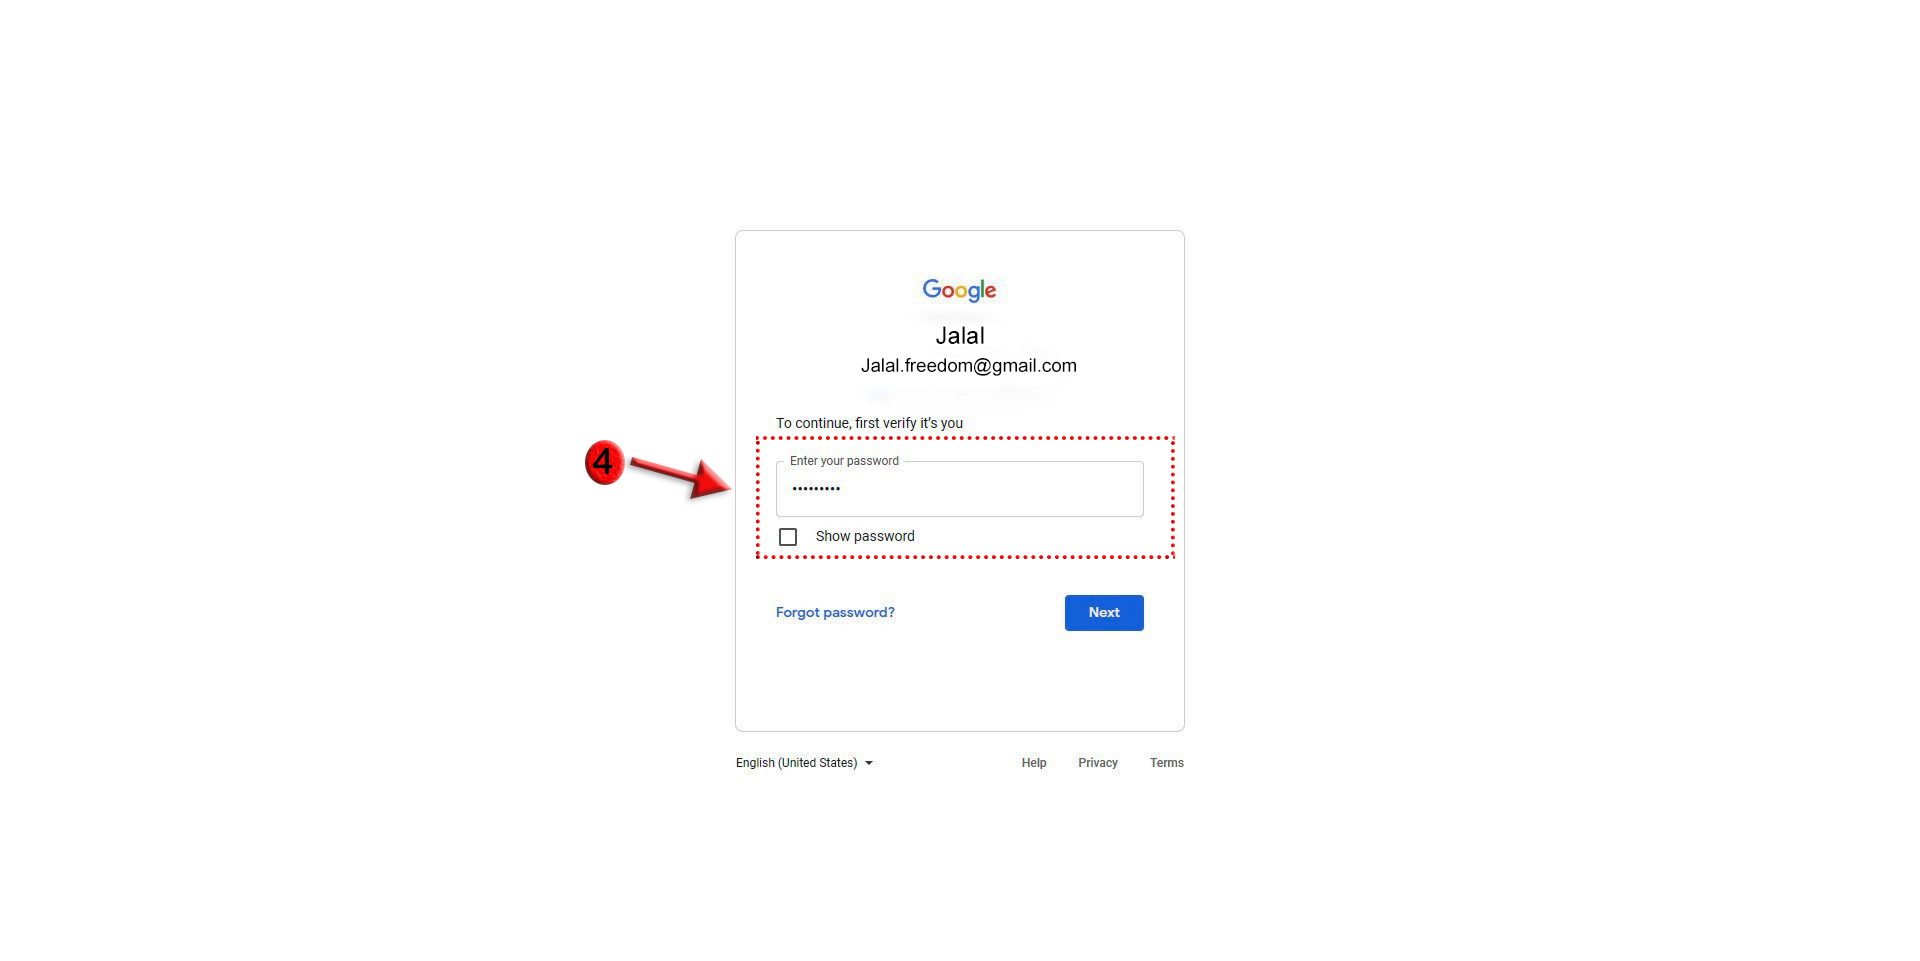 Google
Jalal
Jalal.freedom@gmail.com
To continue, first verify it's you
4
Enter your password
•••••••••
Show password
Forgot password?
Next
English (United States)
Help Privacy Terms